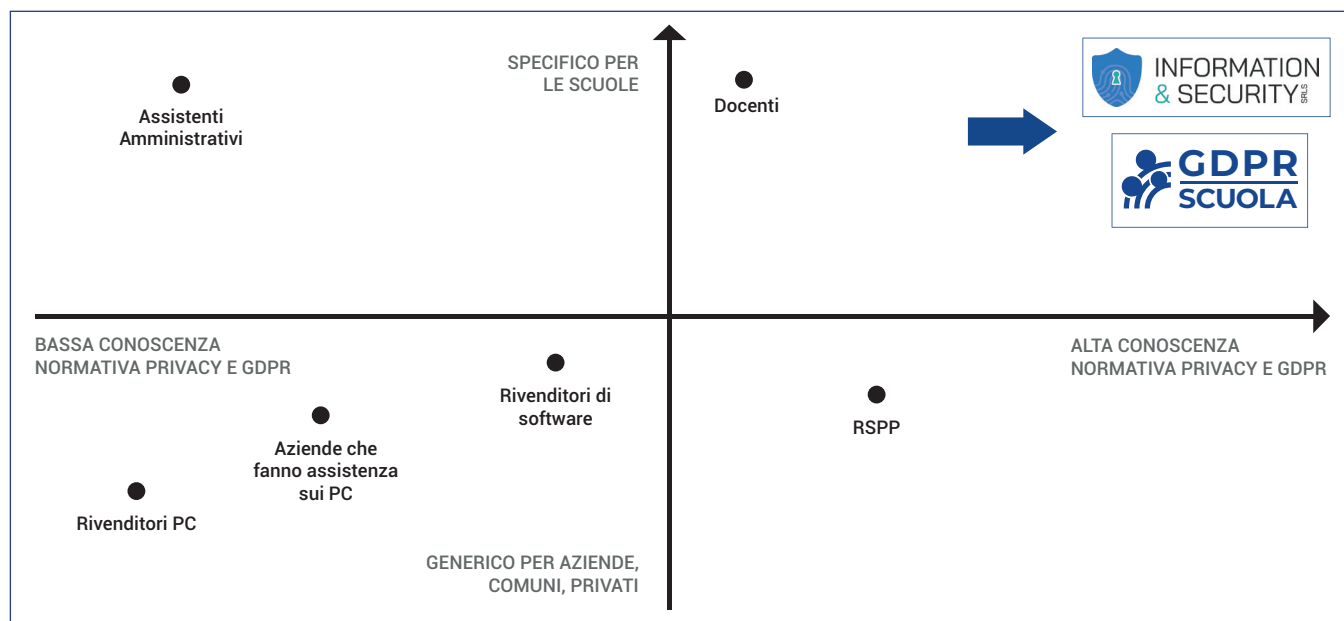 SPECIFICO PER
LE SCUOLE
INFORMATION
& SECURITY SRLS
GDPR
SCUOLA
Assistenti
Amministrativi
Docenti
BASSA CONOSCENZA
NORMATIVA PRIVACY E GDPR
ALTA CONOSCENZA
NORMATIVA PRIVACY E GDPR
Rivenditori di
software
RSPP
Aziende che
fanno assistenza
sui PC
Rivenditori PC
GENERICO PER AZIENDE,
COMUNI, PRIVATI